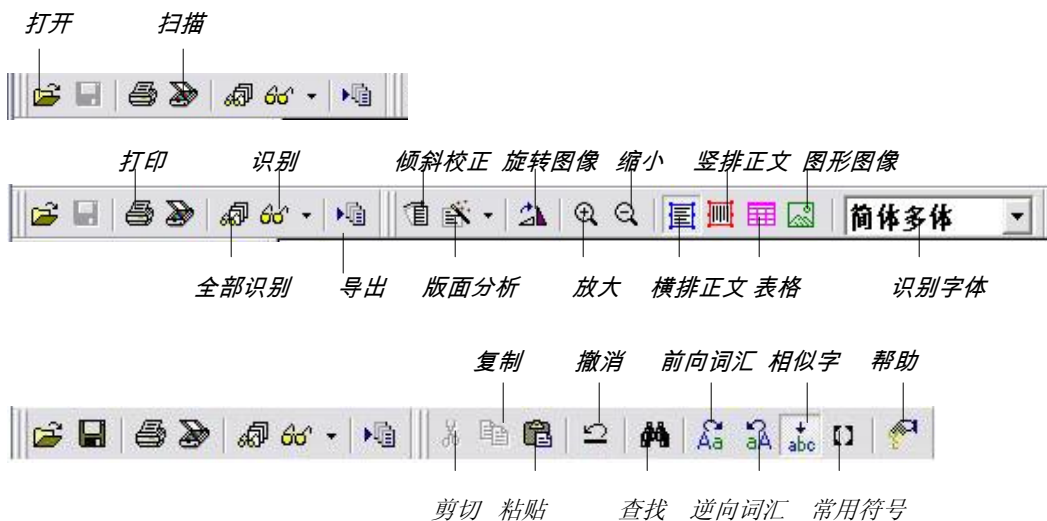 打开 扫描
打印 识别 倾斜校正 旋转图像 缩小 竖排正文 图形图像
简体多体
全部识别 导出 版面分析 放大 横排正文 表格 识别字体
复制 撤消 前向词汇 相似字 帮助
Aa aA abc
剪切 粘贴 查找 逆向词汇 常用符号